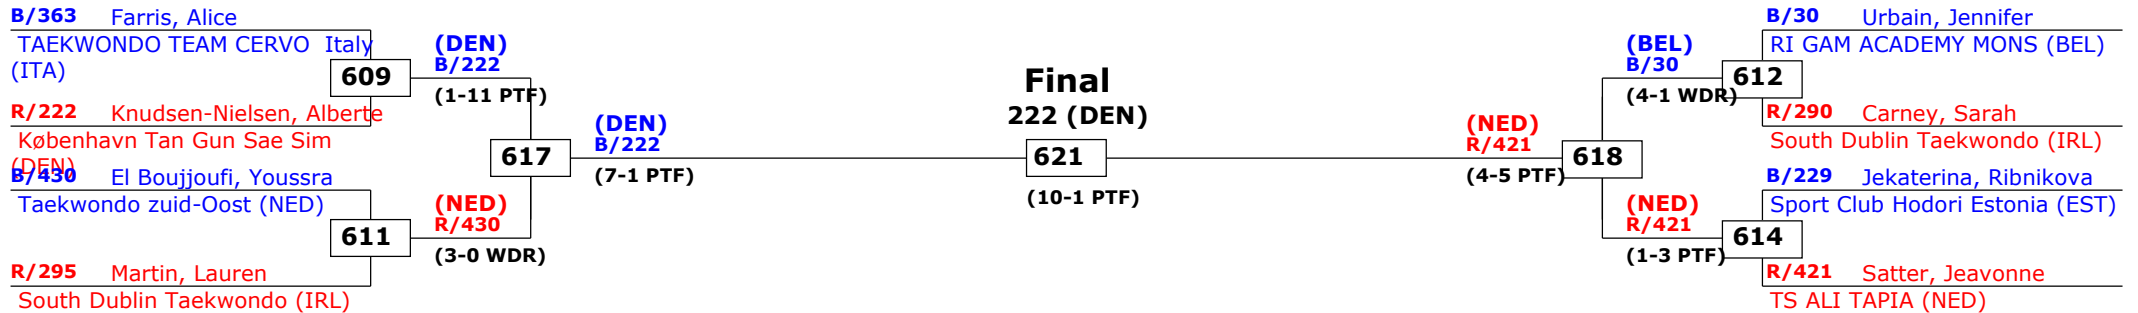 B/363 Farris, Alice
TAEKWONDO TEAM CERVO Italy
(ITA)
609
R/222 Knudsen-Nielsen, Alberte
København Tan Gun Sae Sim
(DEN)
B/430 El Boujjoufi, Youssra
Taekwondo zuid-Oost (NED)
611
R/295 Martin, Lauren
South Dublin Taekwondo (IRL)
(DEN)
B/222
(1-11 PTF)
617
(NED)
R/430
(3-0 WDR)
(DEN)
B/222
(7-1 PTF)
Final
222 (DEN)
621
(10-1 PTF)
(NED)
R/421
(4-5 PTF)
618
(BEL)
B/30
(4-1 WDR)
(NED)
R/421
(1-3 PTF)
B/30 Urbain, Jennifer
RI GAM ACADEMY MONS (BEL)
612
R/290 Carney, Sarah
South Dublin Taekwondo (IRL)
B/229 Jekaterina, Ribnikova
Sport Club Hodori Estonia (EST)
614
R/421 Satter, Jeavonne
TS ALI TAPIA (NED)